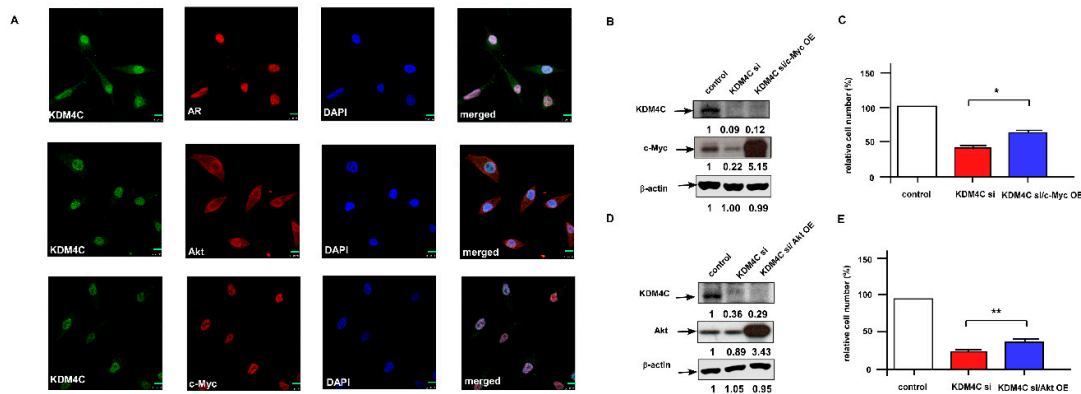 A
KDM4C
AR
DAPI
merged
KDM4C
Akt
DAPI
merged
KDM4C
c-Myc
DAPI
merged
B
control
KDM4C si
KDM4C si/c-Myc OE
KDM4C
1 0.09 0.12
c-Myc
1 0.22 5.15
β-actin
1 1.00 0.99
C
relative cell number (%)
150
100
50
0
*
control
KDM4C si
KDM4C si/c-Myc OE
D
control
KDM4C si
KDM4C si/ Akt OE
KDM4C
1 0.36 0.29
Akt
1 0.89 3.43
β-actin
1 1.05 0.95
E
relative cell number (%)
150
100
50
0
**
control
KDM4C si
KDM4C si/Akt OE